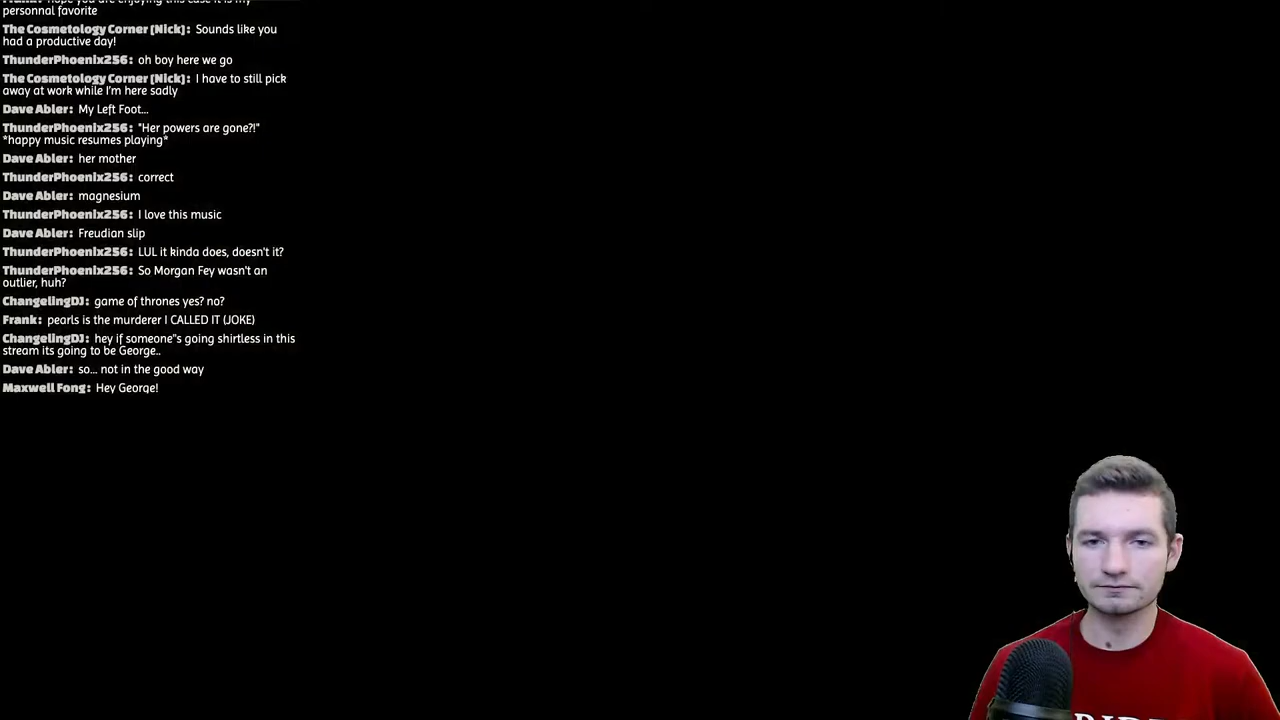 personnal favorite
The Cosmetology Corner (Nick): Sounds like you
had a productive day!
ThunderPhoenix256: oh boy here we go
The Cosmetology Corner (Nick): I have to still pick
away at work while I'm here sadly
Dave Abler: My Left Foot...
ThunderPhoenix256: "Her powers are gone?!"
*happy music resumes playing*
Dave Abler: her mother
ThunderPhoenix256: correct
Dave Abler: magnesium
ThunderPhoenix256: I love this music
Dave Abler: Freudian slip
ThunderPhoenix256: LUL it kinda does, doesn't it?
ThunderPhoenix256: So Morgan Fey wasn't an
outlier, huh?
ChangelingDJ: game of thrones yes? no?
Frank: pearls is the murderer I CALLED IT (JOKE)
ChangelingDJ: hey if someone"s going shirtless in this
stream its going to be George..
Dave Abler: so... not in the good way
Maxwell Fong: Hey George!